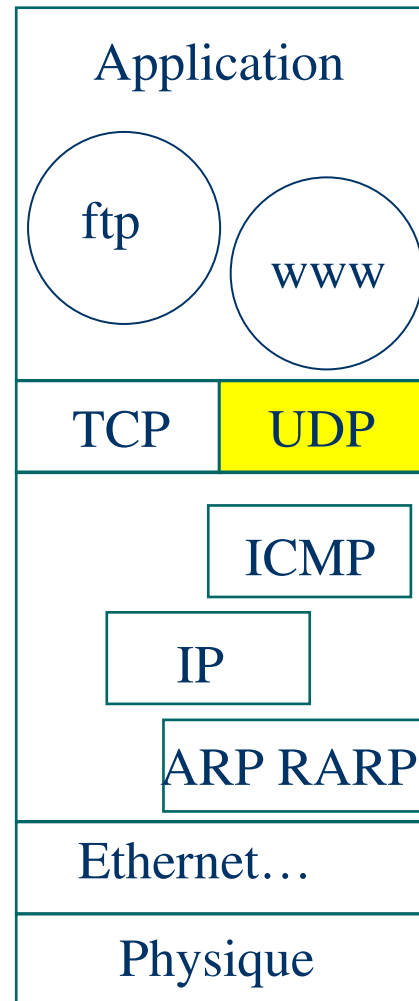 Application
ftp
www
TCP UDP
ICMP
IP
ARP RARP
Ethernet…
Physique